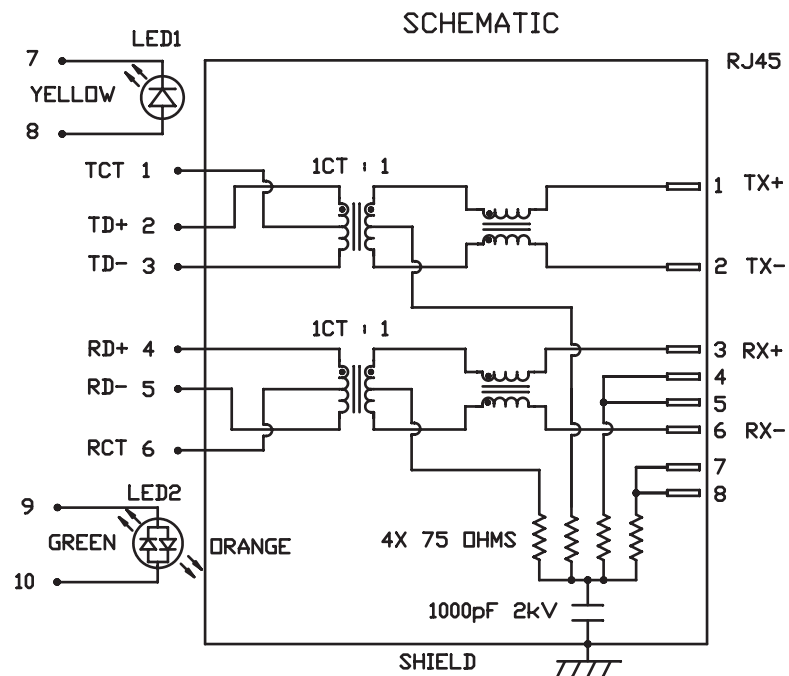 SCHEMATIC
LED1
7
YELLOW
8
RJ45
TCT 1
1CT : 1
1 TX+
TD+ 2
TD- 3
2 TX-
1CT : 1
RD+ 4
3 RX+
4
RD- 5
5
RCT 6
6 RX-
7
8
LED2
9
GREEN
ORANGE
10
4X 75 OHMS
1000pF 2kV
SHIELD